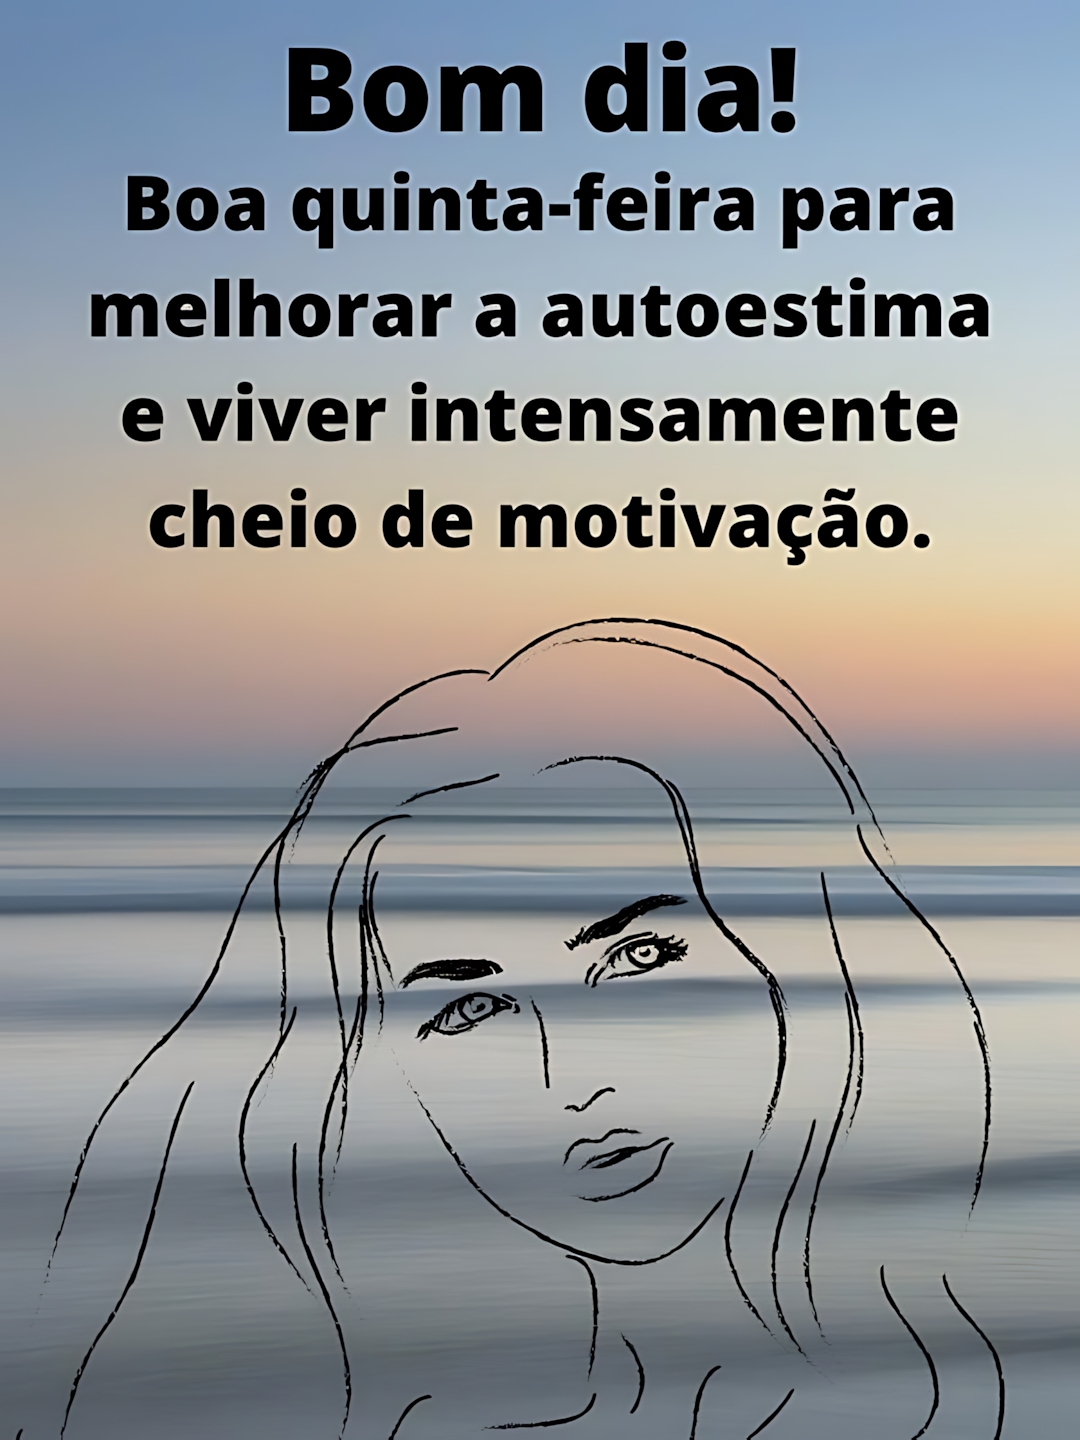 Bom dia!
Boa quinta-feira para
melhorar a autoestima
e viver intensamente
cheio de motivação.